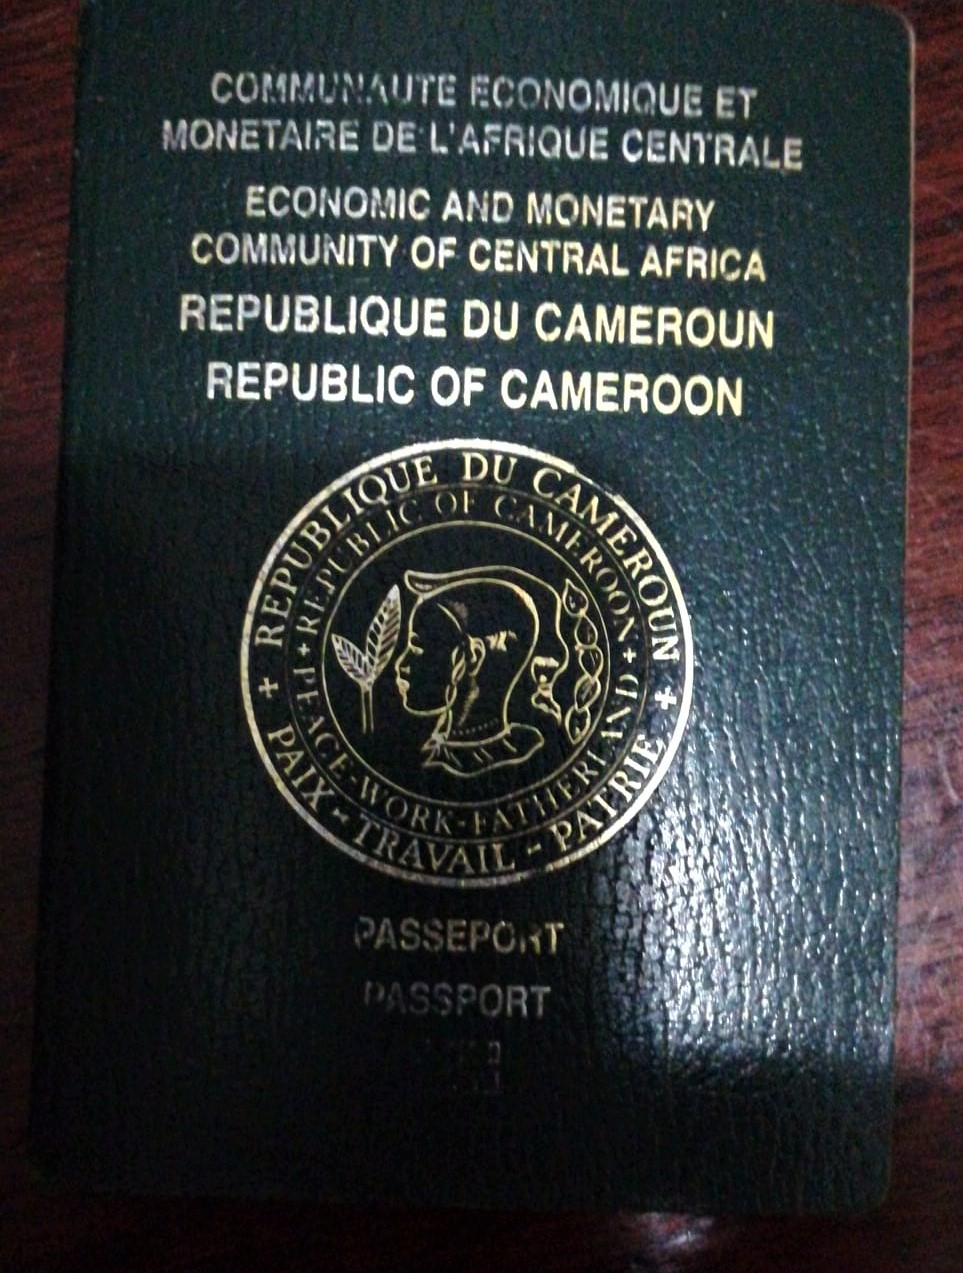 COMMUNAUTE ECONOMIQUE ET
MONETAIRE DE L'AFRIQUE CENTRALE
ECONOMIC AND MONETARY
COMMUNITY OF CENTRAL AFRICA
REPUBLIQUE DU CAMEROUN
REPUBLIC OF CAMEROON
REPUBLIQUE DU CAMEROUN
REPUBLIC OF CAMEROON
PEACE-WORK-FATHERLAND
PAIX - TRAVAIL - PATRIE
PASSEPORT
PASSPORT